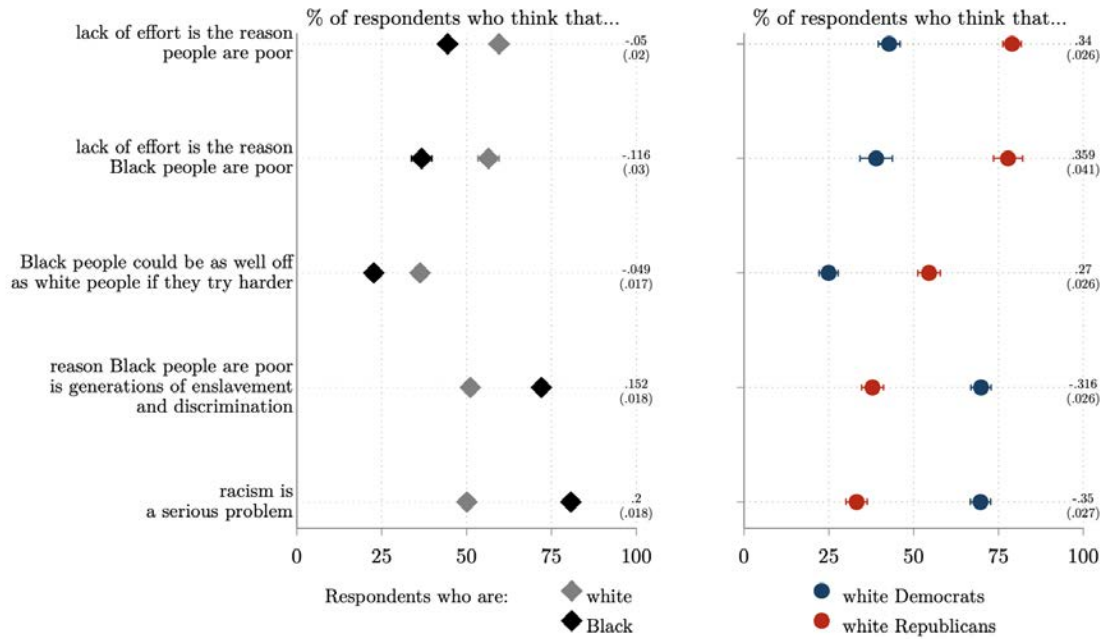 % of respondents who think that...
% of respondents who think that...
lack of effort is the reason
people are poor
-.05
(.02)
.34
(.026)
lack of effort is the reason
Black people are poor
-.116
(.03)
.359
(.041)
Black people could be as well off
as white people if they try harder
-.049
(.017)
.27
(.026)
reason Black people are poor
is generations of enslavement
and discrimination
.152
(.018)
-.316
(.026)
racism is
a serious problem
.2
(.018)
-.35
(.027)
0 25 50 75 100
0 25 50 75 100
Respondents who are:
white
Black
white Democrats
white Republicans